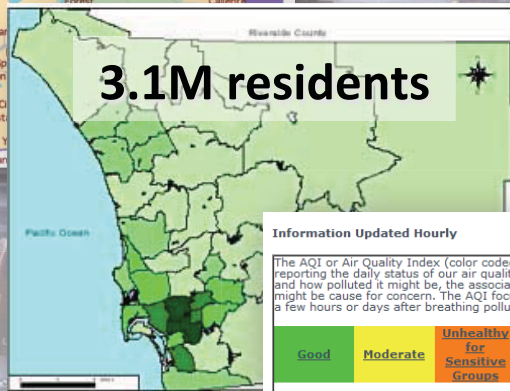 Riverside County
3.1M residents
Pacific Ocean
Information Updated Hourly
The AQI or Air Quality Index (color code
reporting the daily status of our air qualit
and how polluted it might be, the associa
might be cause for concern. The AQI foc
a few hours or days after breathing pollu
Good
Moderate
Unhealthy
for
Sensitive
Groups